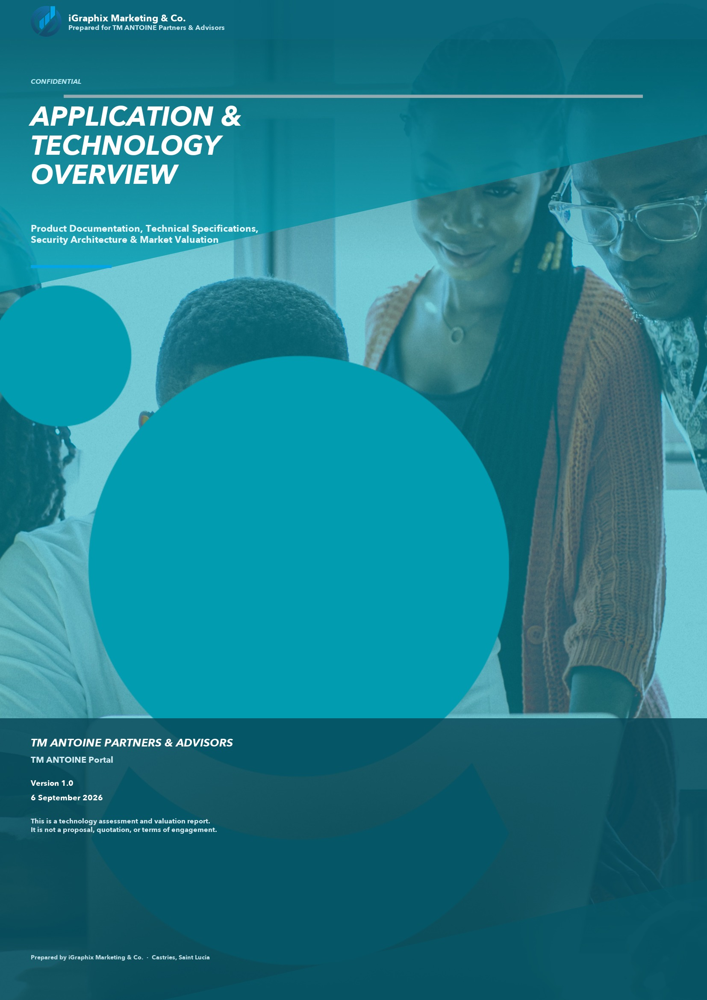 iGraphix Marketing & Co.
Prepared for TM ANTOINE Partners & Advisors
CONFIDENTIAL
APPLICATION &
TECHNOLOGY
OVERVIEW
Product Documentation, Technical Specifications,
Security Architecture & Market Valuation
TM ANTOINE PARTNERS & ADVISORS
TM ANTOINE Portal
Version 1.0
6 September 2026
This is a technology assessment and valuation report.
It is not a proposal, quotation, or terms of engagement.
Prepared by iGraphix Marketing & Co. · Castries, Saint Lucia